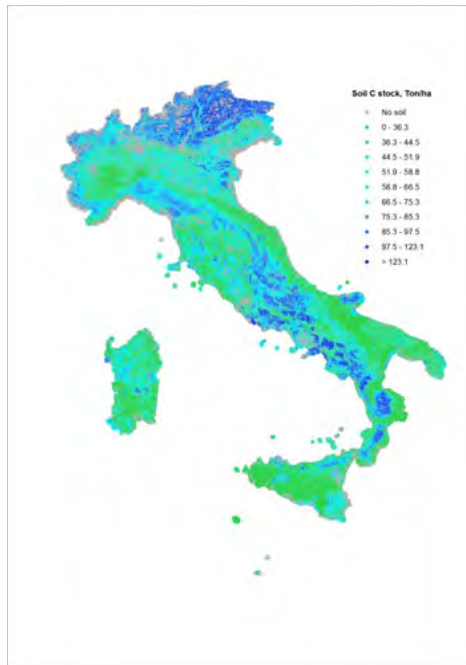 Soil C stock, Ton/ha
No soil
0 - 36.3
36.3 - 44.5
44.5 - 51.9
51.9 - 58.8
58.8 - 66.5
66.5 - 75.3
75.3 - 85.3
85.3 - 97.5
97.5 - 123.1
> 123.1